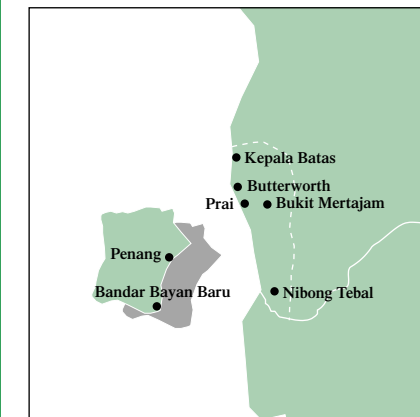 Kepala Batas
Butterworth
Prai
Bukit Mertajam
Penang
Bandar Bayan Baru
Nibong Tebal